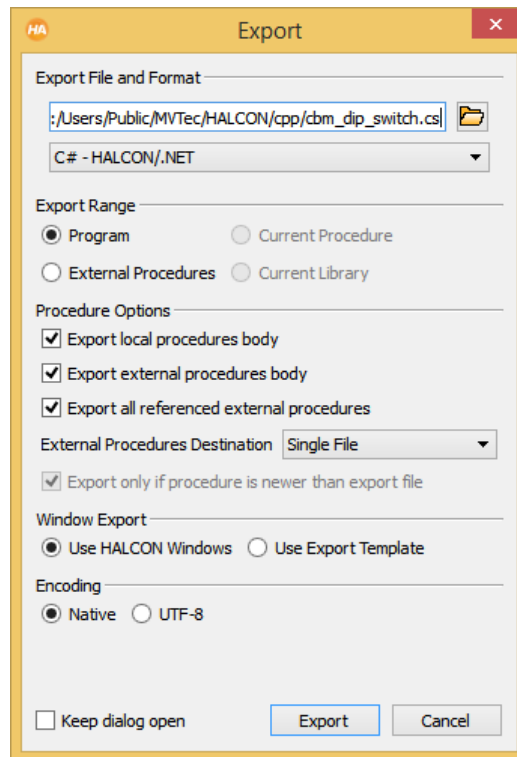 HA
Export
Export File and Format
:/Users/Public/MVTec/HALCON/cpp/cbm_dip_switch.cs
C# - HALCON/.NET
Export Range
Program Current Procedure
External Procedures Current Library
Procedure Options
Export local procedures body
Export external procedures body
Export all referenced external procedures
External Procedures Destination Single File
Export only if procedure is newer than export file
Window Export
Use HALCON Windows Use Export Template
Encoding
Native UTF-8
Keep dialog open Export Cancel